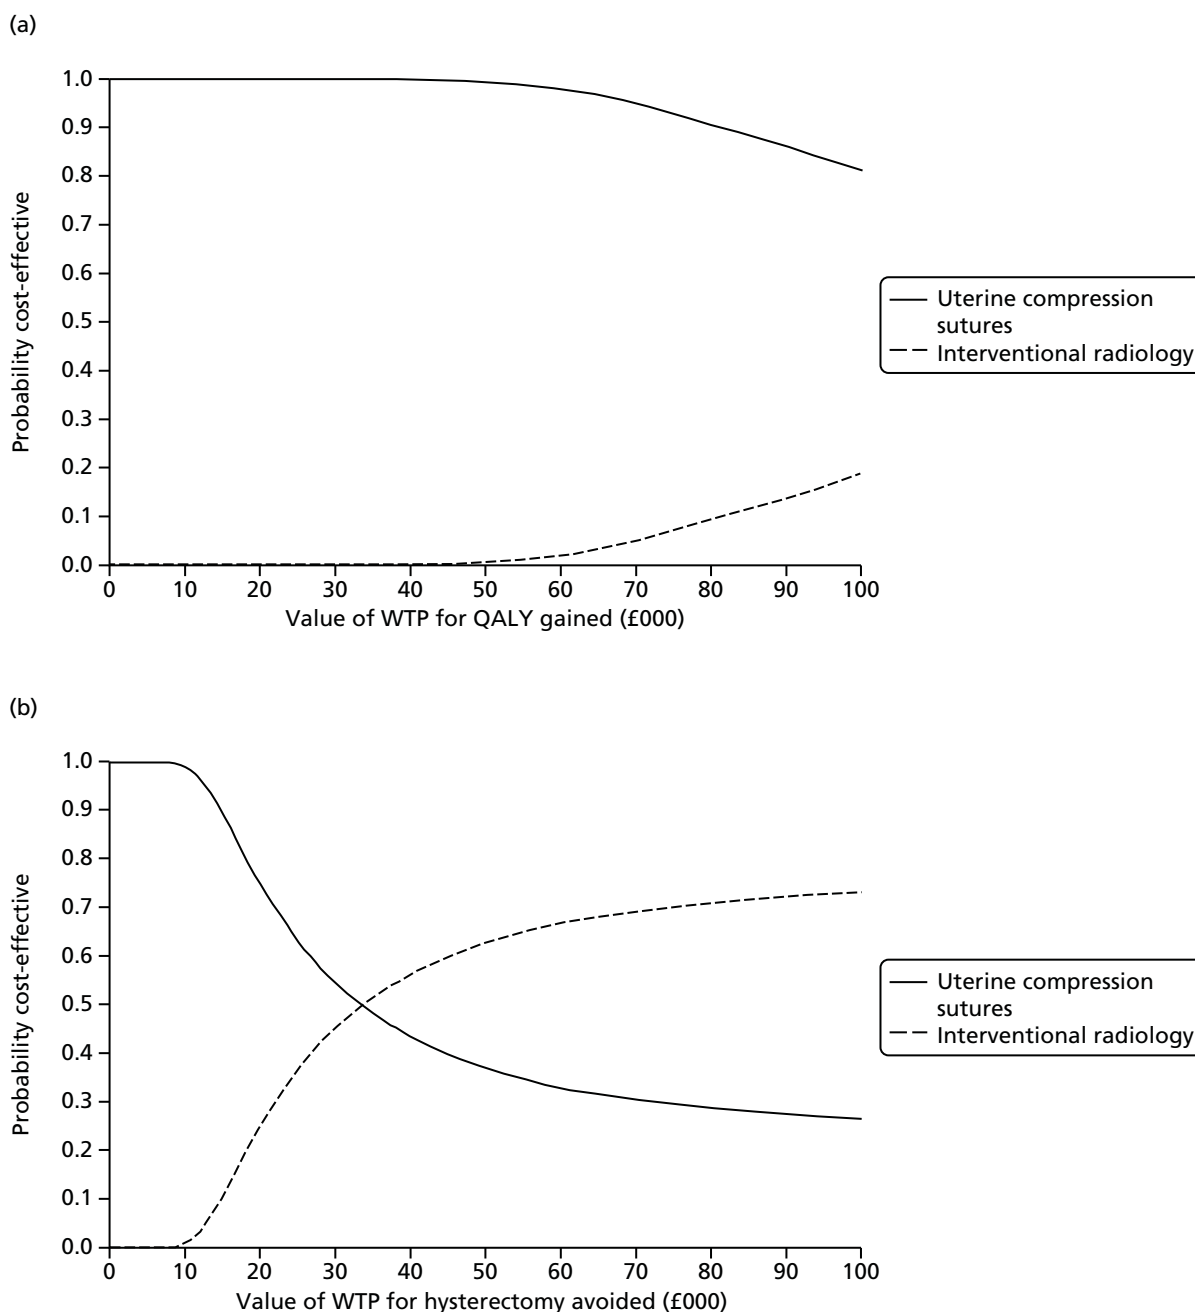 (a)
1.0
0.9
0.8
0.7
0.6
0.5
0.4
0.3
0.2
0.1
0.0
Probability cost-effective
0 10 20 30 40 50 60 70 80 90 100
Value of WTP for QALY gained (£000)
Uterine compression
sutures
Interventional radiology
(b)
1.0
0.9
0.8
0.7
0.6
0.5
0.4
0.3
0.2
0.1
0.0
Probability cost-effective
0 10 20 30 40 50 60 70 80 90 100
Value of WTP for hysterectomy avoided (£000)
Uterine compression
sutures
Interventional radiology